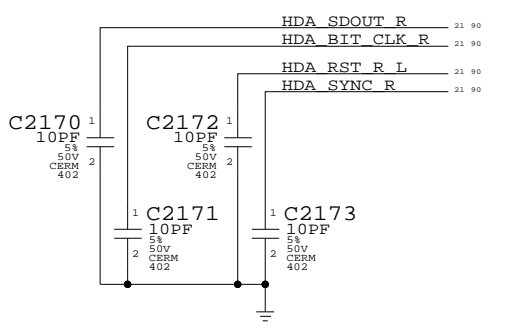 HDA_SDOUT_R 21 90
HDA_BIT_CLK_R 21 90
HDA_RST_R_L 21 90
HDA_SYNC_R 21 90
C2170 1
10PF
5%
50V
CERM
402
2
C2172 1
10PF
5%
50V
CERM
402
2
1 C2171
10PF
5%
50V
CERM
402
2
1 C2173
10PF
5%
50V
CERM
402
2